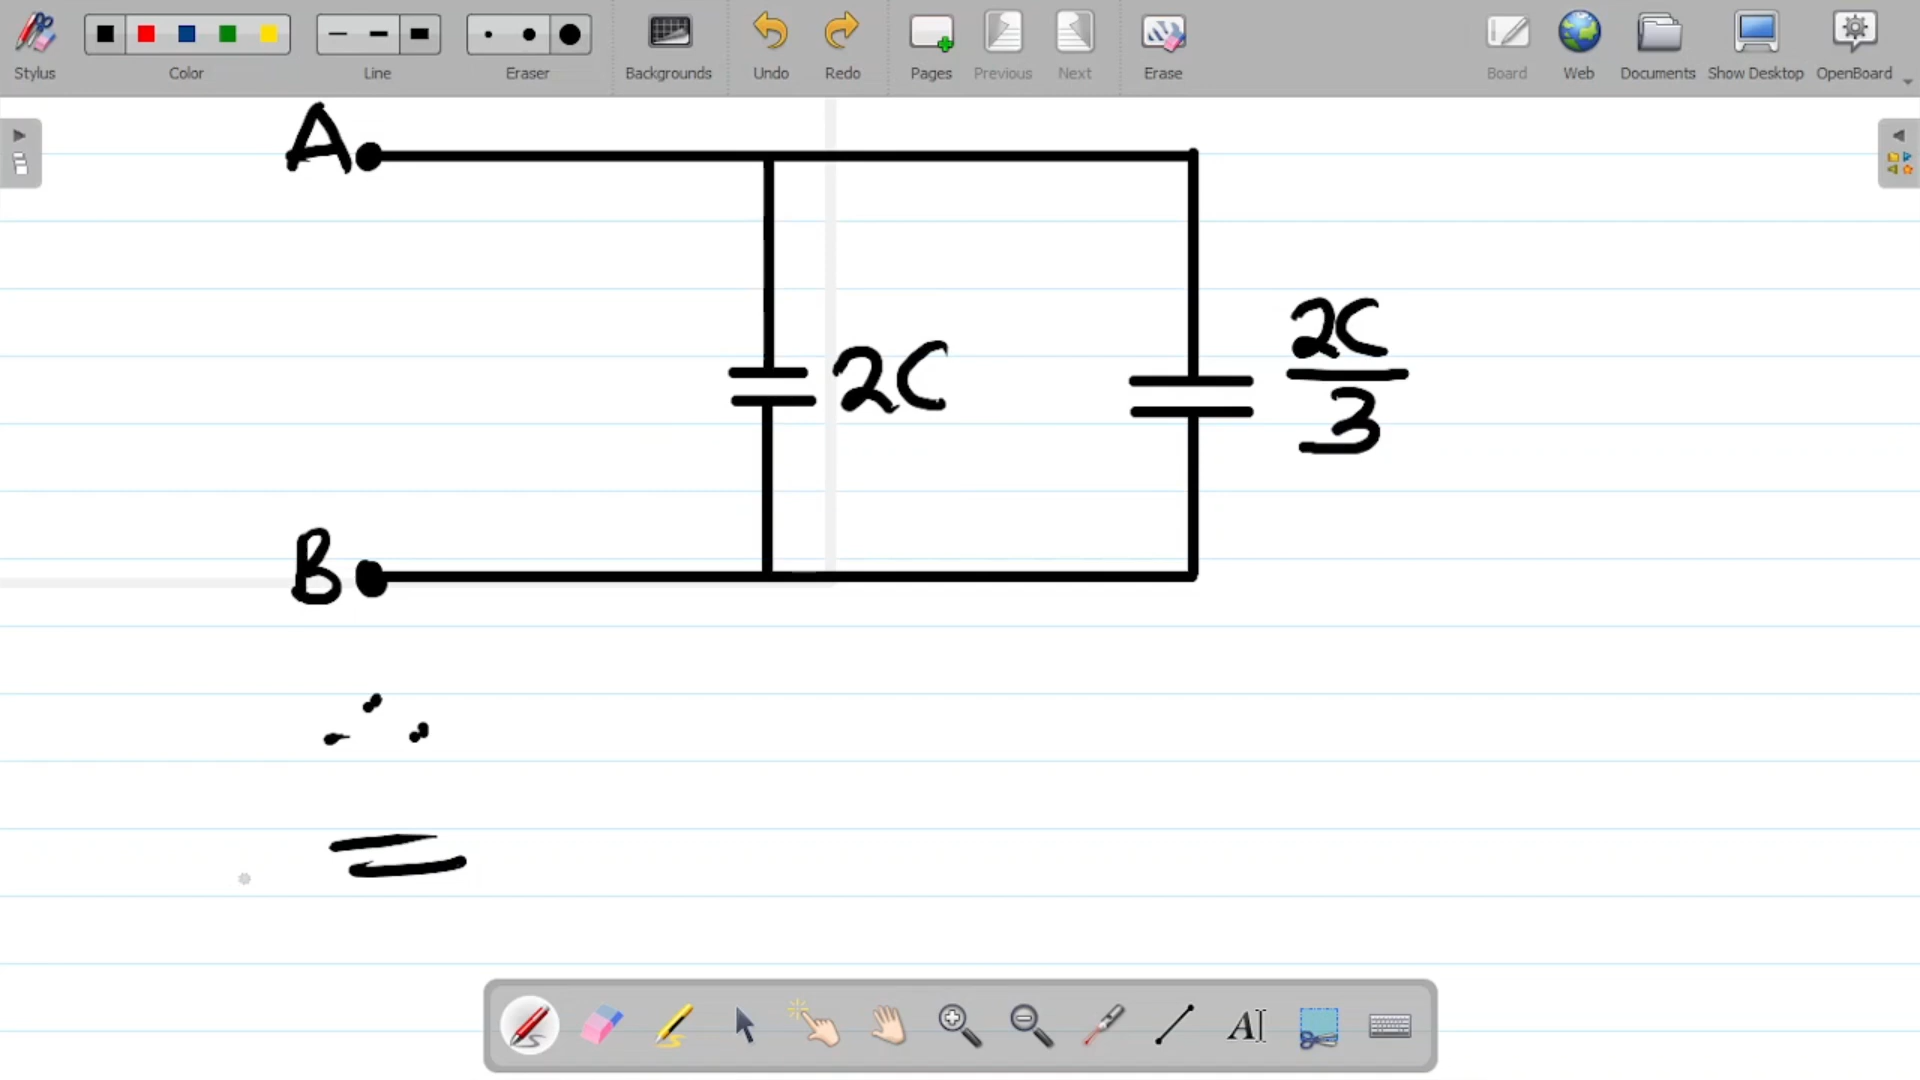 Stylus Color Line Eraser Backgrounds Undo Redo Pages Previous Next Erase Board Web Documents Show Desktop OpenBoard
A
2C
2C
3
B
∴
=
A